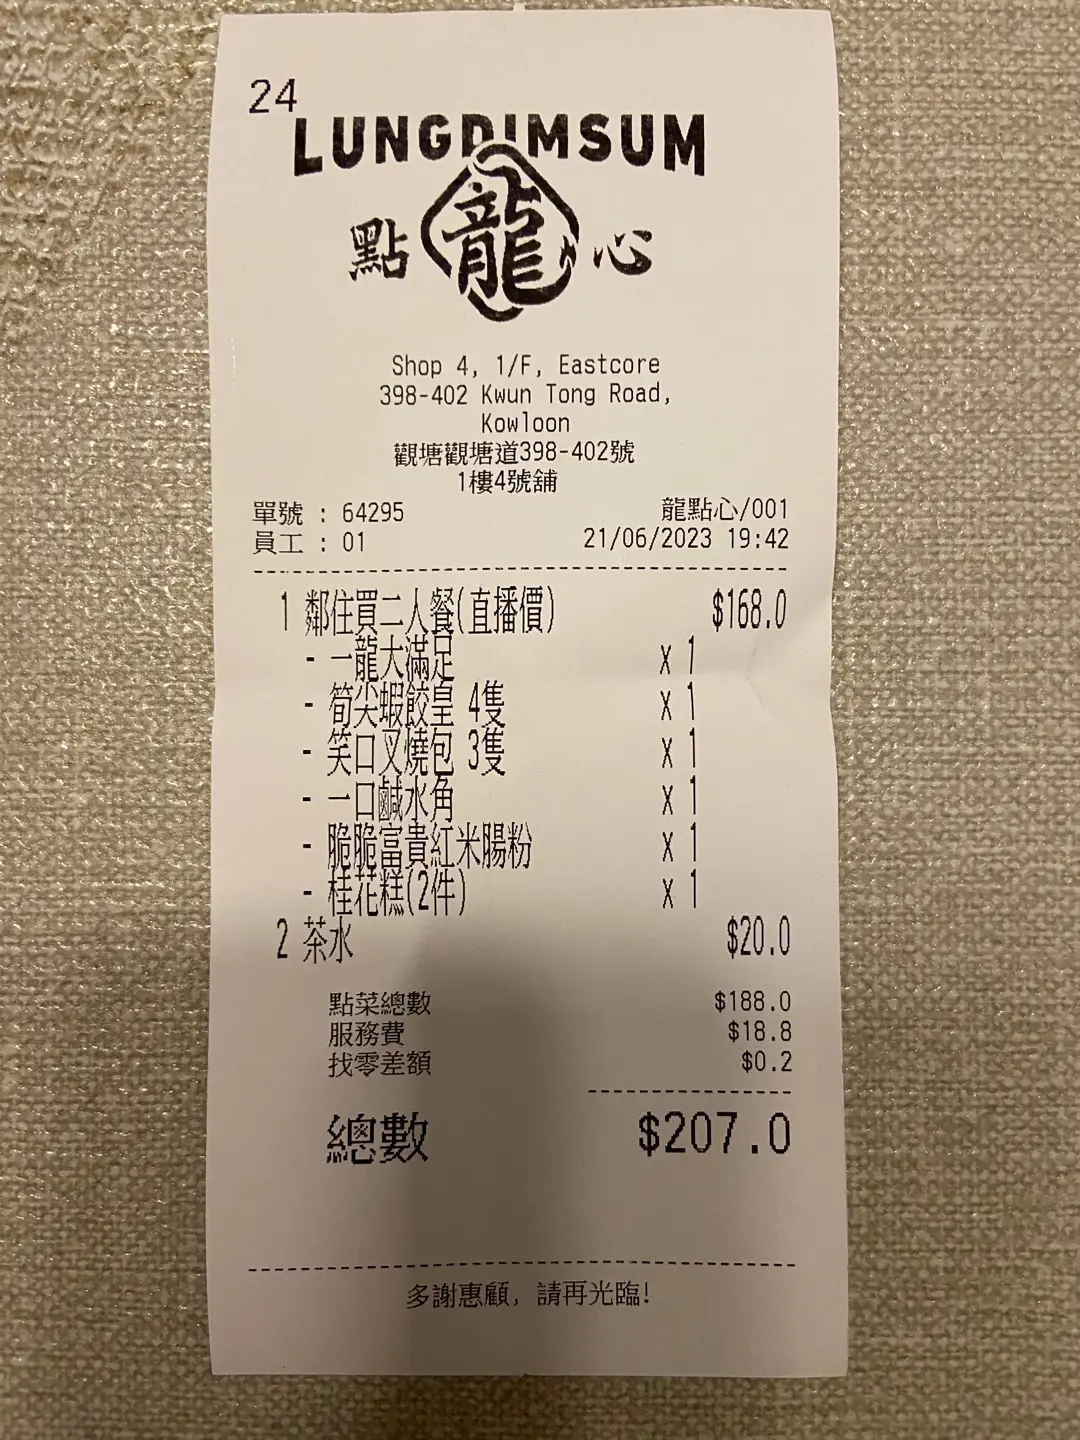 24
LUNGDIMSUM
點龍心
Shop 4, 1/F, Eastcore
398-402 Kwun Tong Road,
Kowloon
觀塘觀塘道398-402號
1樓4號舖
單號 : 64295 龍點心/001
員工 : 01 21/06/2023 19:42
1 鄰住買二人餐(直播價) $168.0
- 一龍大滿足 x 1
- 筍尖蝦餃皇 4隻 x 1
- 笑口叉燒包 3隻 x 1
- 一口鹹水角 x 1
- 脆脆富貴紅米腸粉 x 1
- 桂花糕(2件) x 1
2 茶水 $20.0
點菜總數 $188.0
服務費 $18.8
找零差額 $0.2
總數 $207.0
多謝惠顧, 請再光臨!